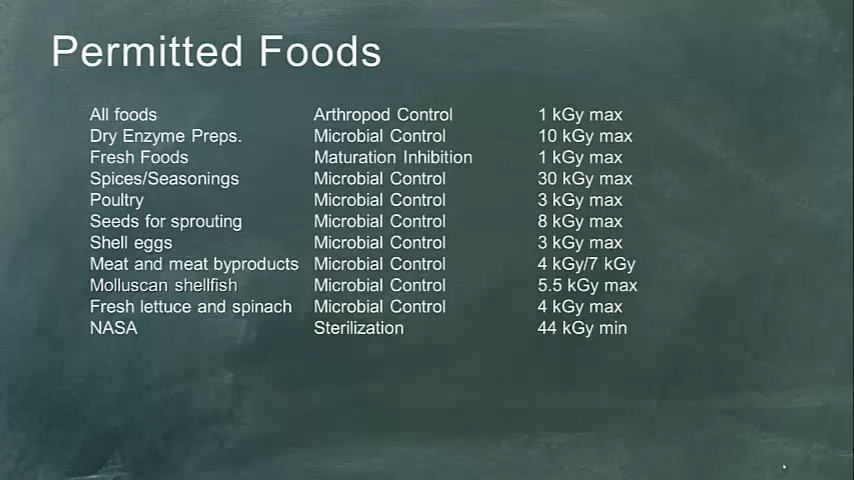 Permitted Foods
All foods Arthropod Control 1 kGy max
Dry Enzyme Preps. Microbial Control 10 kGy max
Fresh Foods Maturation Inhibition 1 kGy max
Spices/Seasonings Microbial Control 30 kGy max
Poultry Microbial Control 3 kGy max
Seeds for sprouting Microbial Control 8 kGy max
Shell eggs Microbial Control 3 kGy max
Meat and meat byproducts Microbial Control 4 kGy/7 kGy
Molluscan shellfish Microbial Control 5.5 kGy max
Fresh lettuce and spinach Microbial Control 4 kGy max
NASA Sterilization 44 kGy min